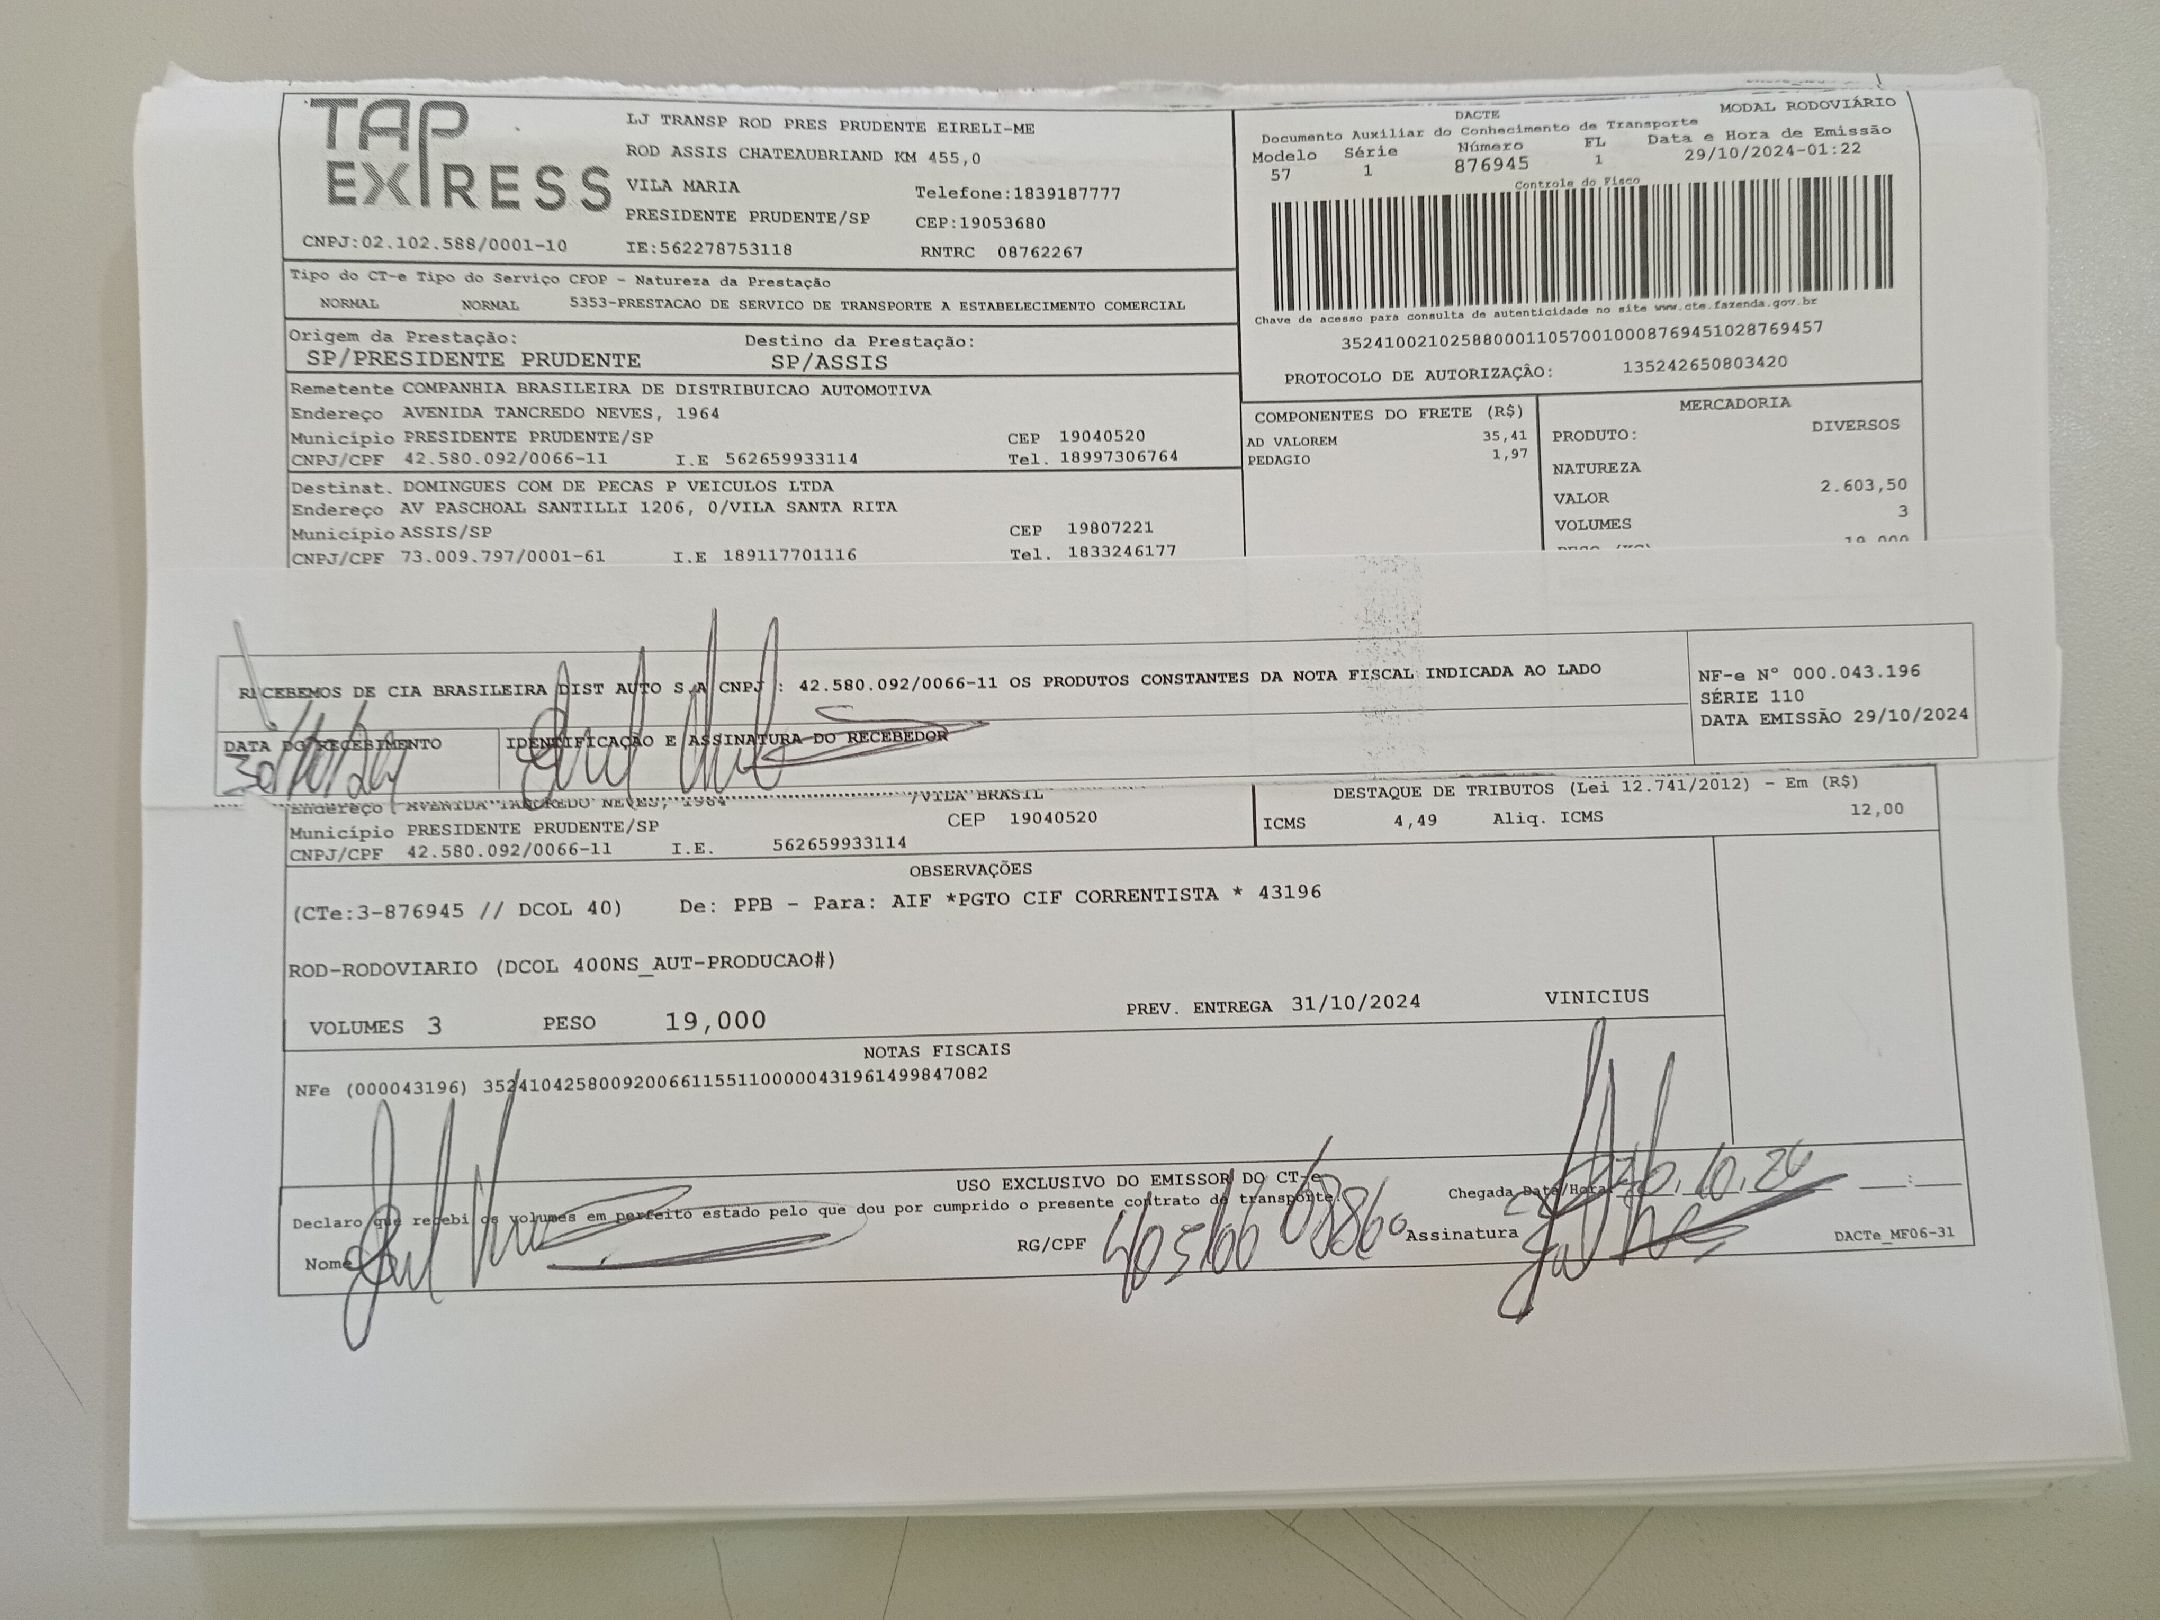 TAP EXPRESS
LJ TRANSP ROD PRES PRUDENTE EIRELI-ME
ROD ASSIS CHATEAUBRIAND KM 455,0
VILA MARIA Telefone:1839187777
PRESIDENTE PRUDENTE/SP CEP:19053680
CNPJ:02.102.588/0001-10 IE:562278753118 RNTRC 08762267
DACTE MODAL RODOVIÁRIO
Documento Auxiliar do Conhecimento de Transporte
Modelo Série Número FL Data e Hora de Emissão
57 1 876945 1 29/10/2024-01:22
Controle do Fisco
Chave de acesso para consulta de autenticidade no site www.cte.fazenda.gov.br
35241002102588000110570010008769451028769457
PROTOCOLO DE AUTORIZAÇÃO: 135242650803420
Tipo do CT-e Tipo do Serviço CFOP - Natureza da Prestação
NORMAL NORMAL 5353-PRESTACAO DE SERVICO DE TRANSPORTE A ESTABELECIMENTO COMERCIAL
Origem da Prestação: Destino da Prestação:
SP/PRESIDENTE PRUDENTE SP/ASSIS
Remetente COMPANHIA BRASILEIRA DE DISTRIBUICAO AUTOMOTIVA
Endereço AVENIDA TANCREDO NEVES, 1964
Município PRESIDENTE PRUDENTE/SP CEP 19040520
CNPJ/CPF 42.580.092/0066-11 I.E 562659933114 Tel. 18997306764
Destinat. DOMINGUES COM DE PECAS P VEICULOS LTDA
Endereço AV PASCHOAL SANTILLI 1206, 0/VILA SANTA RITA
Município ASSIS/SP CEP 19807221
CNPJ/CPF 73.009.797/0001-61 I.E 189117701116 Tel. 1833246177
COMPONENTES DO FRETE (R$)
AD VALOREM 35,41
PEDAGIO 1,97
MERCADORIA
PRODUTO: DIVERSOS
NATUREZA
VALOR 2.603,50
VOLUMES 3
RECEBEMOS DE CIA BRASILEIRA DIST AUTO S A CNPJ : 42.580.092/0066-11 OS PRODUTOS CONSTANTES DA NOTA FISCAL INDICADA AO LADO
NF-e Nº 000.043.196
SÉRIE 110
DATA EMISSÃO 29/10/2024
DATA DO RECEBIMENTO IDENTIFICAÇÃO E ASSINATURA DO RECEBEDOR
30/10/24
Endereço AVENIDA TANCREDO NEVES, 1964 /VILA BRASIL
Município PRESIDENTE PRUDENTE/SP CEP 19040520
CNPJ/CPF 42.580.092/0066-11 I.E. 562659933114
DESTAQUE DE TRIBUTOS (Lei 12.741/2012) - Em (R$)
ICMS 4,49 Aliq. ICMS 12,00
OBSERVAÇÕES
(CTe:3-876945 // DCOL 40) De: PPB - Para: AIF *PGTO CIF CORRENTISTA * 43196
ROD-RODOVIARIO (DCOL 400NS_AUT-PRODUCAO#)
VOLUMES 3 PESO 19,000 PREV. ENTREGA 31/10/2024 VINICIUS
NOTAS FISCAIS
NFe (000043196) 35241042580092006611551100000431961499847082
USO EXCLUSIVO DO EMISSOR DO CT-e
Declaro que recebi os volumes em perfeito estado pelo que dou por cumprido o presente contrato de transporte.
Chegada Data/Hora
Nome RG/CPF Assinatura
DACTe_MF06-31